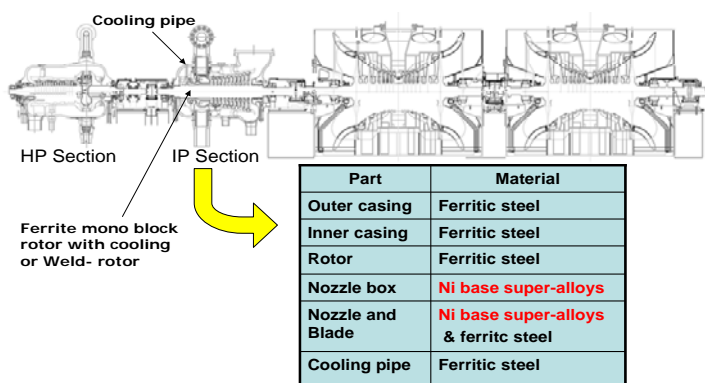 Cooling pipe
HP Section
IP Section
Ferrite mono block
rotor with cooling
or Weld- rotor
Part Material
Outer casing Ferritic steel
Inner casing Ferritic steel
Rotor Ferritic steel
Nozzle box Ni base super-alloys
Nozzle and Ni base super-alloys
Blade & ferritc steel
Cooling pipe Ferritic steel